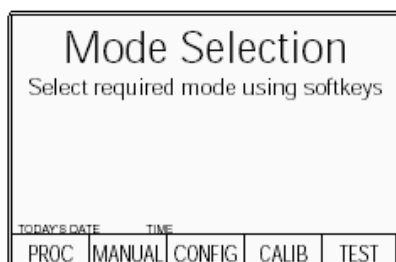 Mode Selection
Select required mode using softkeys
TODAY'S DATE TIME
PROC MANUAL CONFIG CALIB TEST